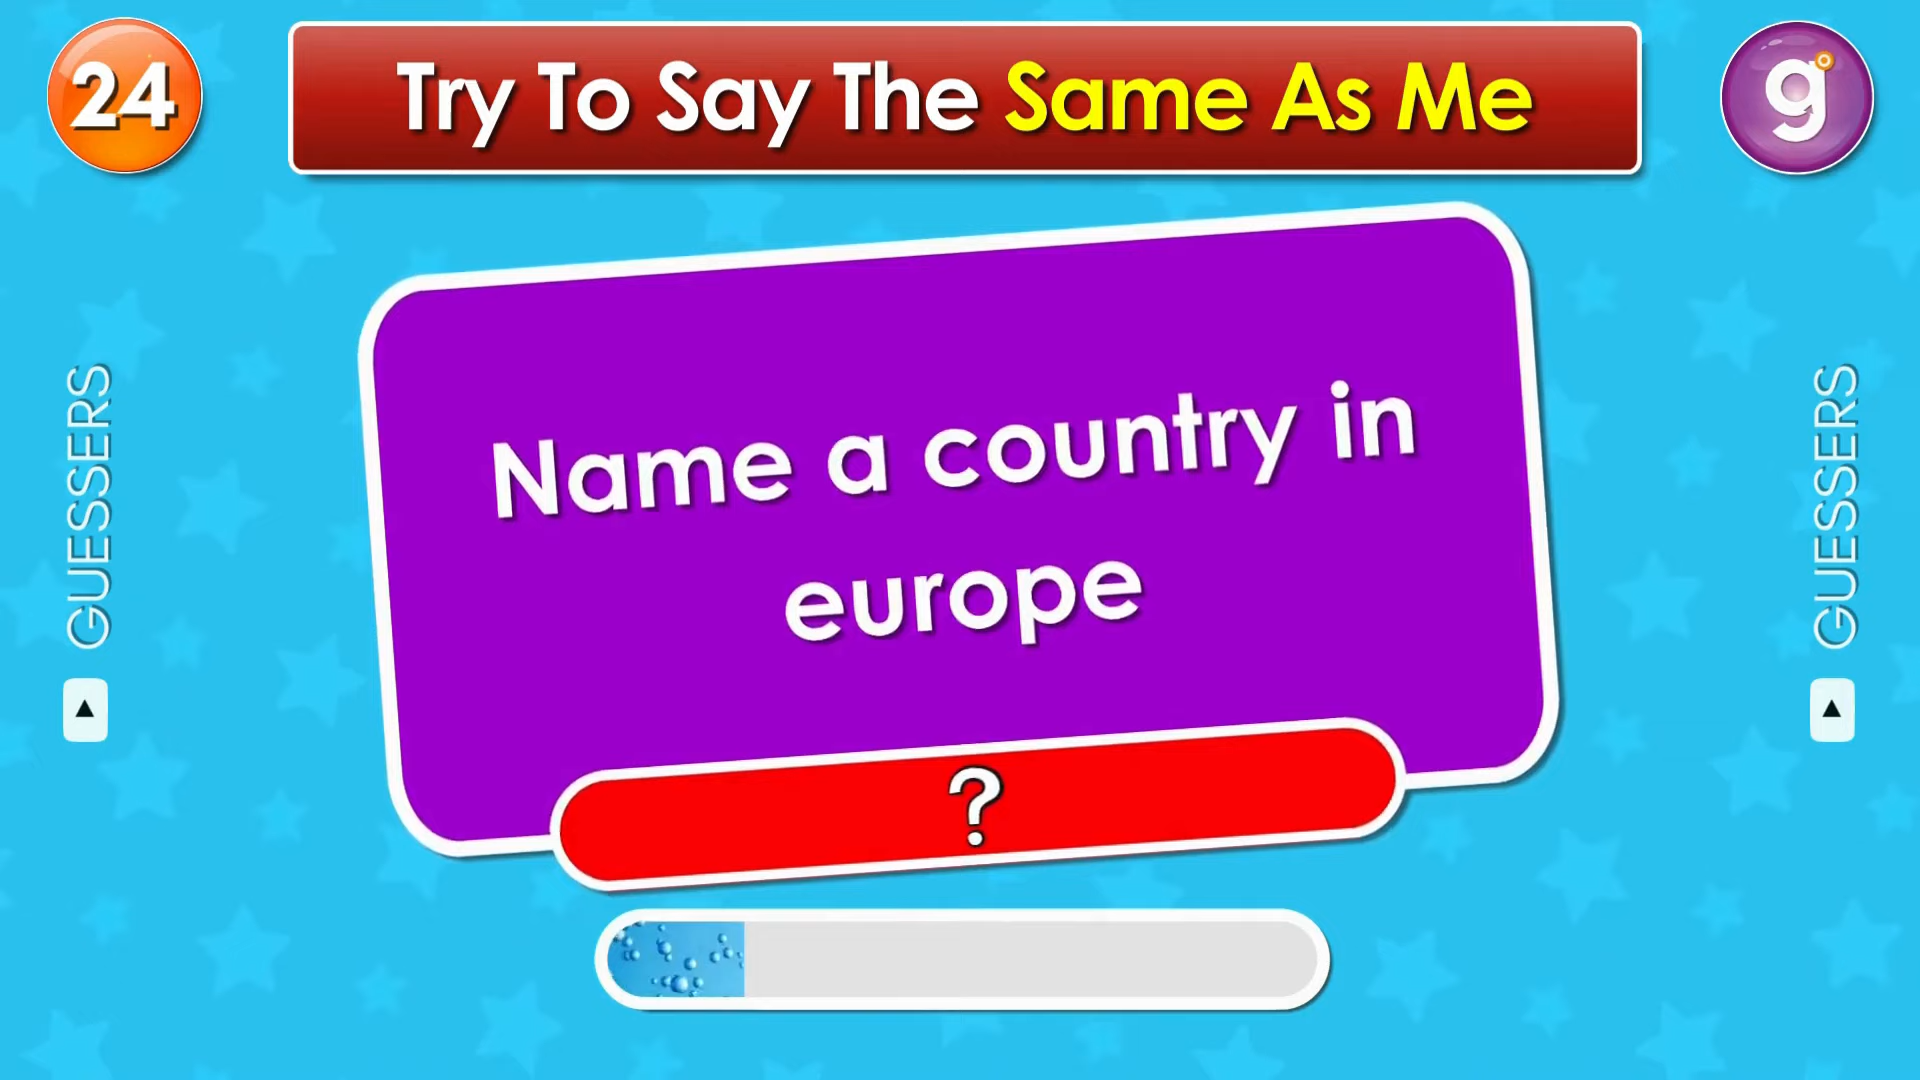 24
Try To Say The Same As Me
g
Name a country in
europe
?
GUESSERS
GUESSERS